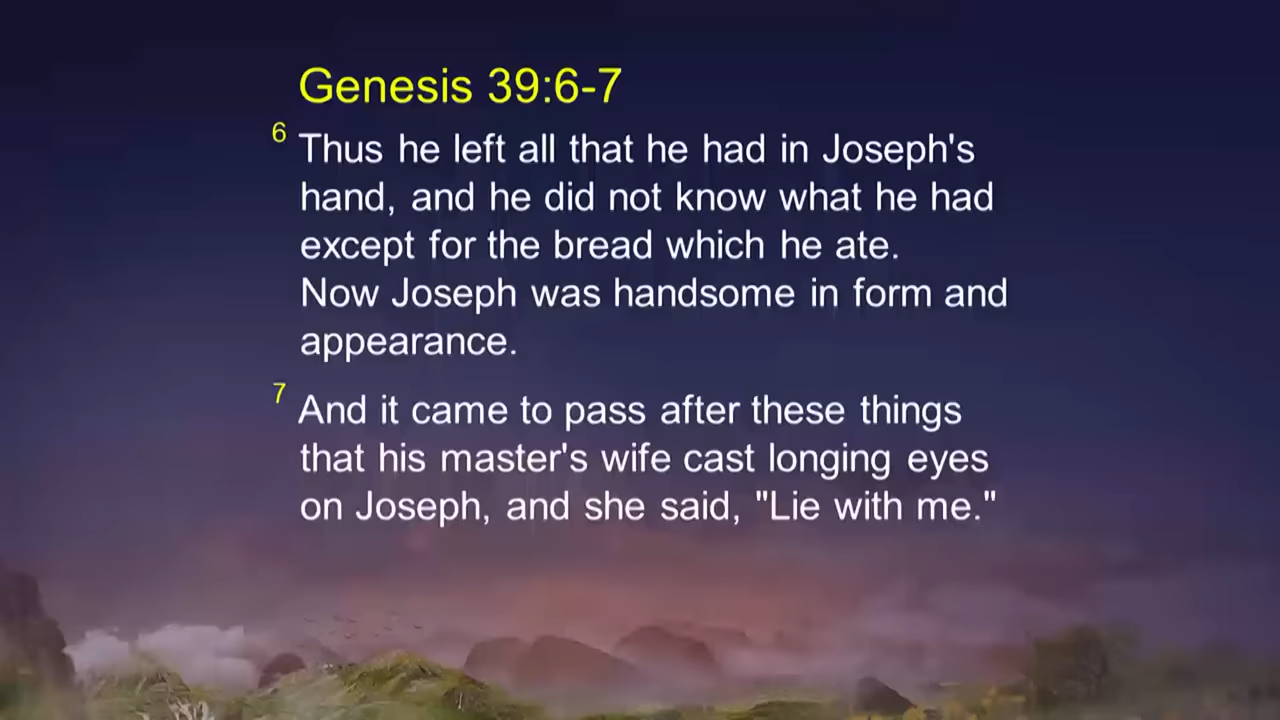 Genesis 39:6-7
6 Thus he left all that he had in Joseph's
hand, and he did not know what he had
except for the bread which he ate.
Now Joseph was handsome in form and
appearance.
7 And it came to pass after these things
that his master's wife cast longing eyes
on Joseph, and she said, "Lie with me."